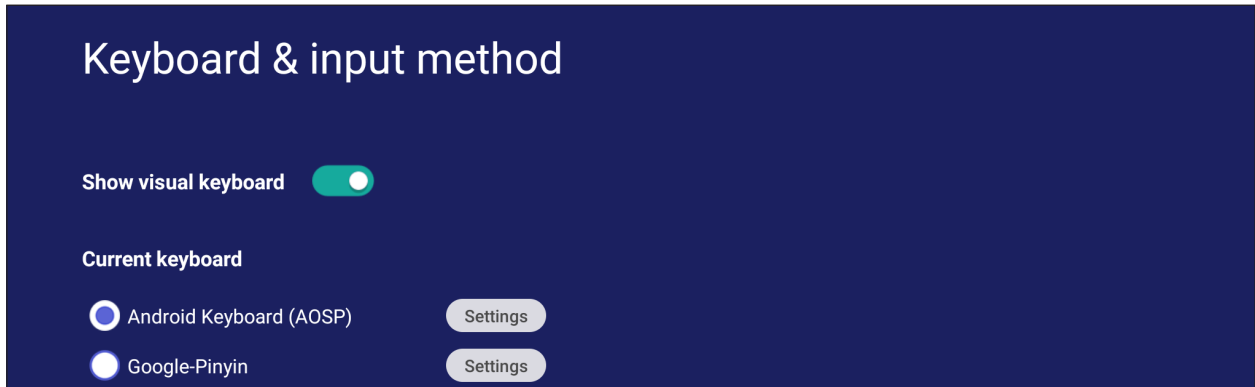 Keyboard & input method
Show visual keyboard
Current keyboard
Android Keyboard (AOSP) Settings
Google-Pinyin Settings